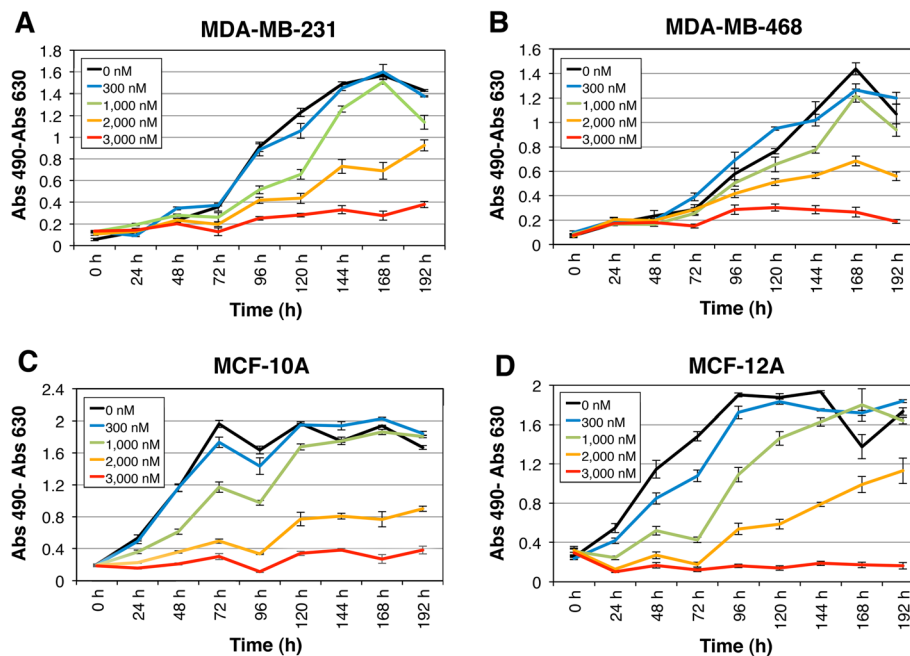 A
MDA-MB-231
Abs 490-Abs 630
1.8
1.6
1.4
1.2
1
0.8
0.6
0.4
0.2
0
0 nM
300 nM
1,000 nM
2,000 nM
3,000 nM
0 h
24 h
48 h
72 h
96 h
120 h
144 h
168 h
192 h
Time (h)
B
MDA-MB-468
Abs 490-Abs 630
1.6
1.4
1.2
1
0.8
0.6
0.4
0.2
0
0 nM
300 nM
1,000 nM
2,000 nM
3,000 nM
0 h
24 h
48 h
72 h
96 h
120 h
144 h
168 h
192 h
Time (h)
C
MCF-10A
Abs 490- Abs 630
2.4
2
1.6
1.2
0.8
0.4
0
0 nM
300 nM
1,000 nM
2,000 nM
3,000 nM
0 h
24 h
48 h
72 h
96 h
120 h
144 h
168 h
192 h
Time (h)
D
MCF-12A
Abs 490- Abs 630
2
1.6
1.2
0.8
0.4
0
0 nM
300 nM
1,000 nM
2,000 nM
3,000 nM
0 h
24 h
48 h
72 h
96 h
120 h
144 h
168 h
192 h
Time (h)